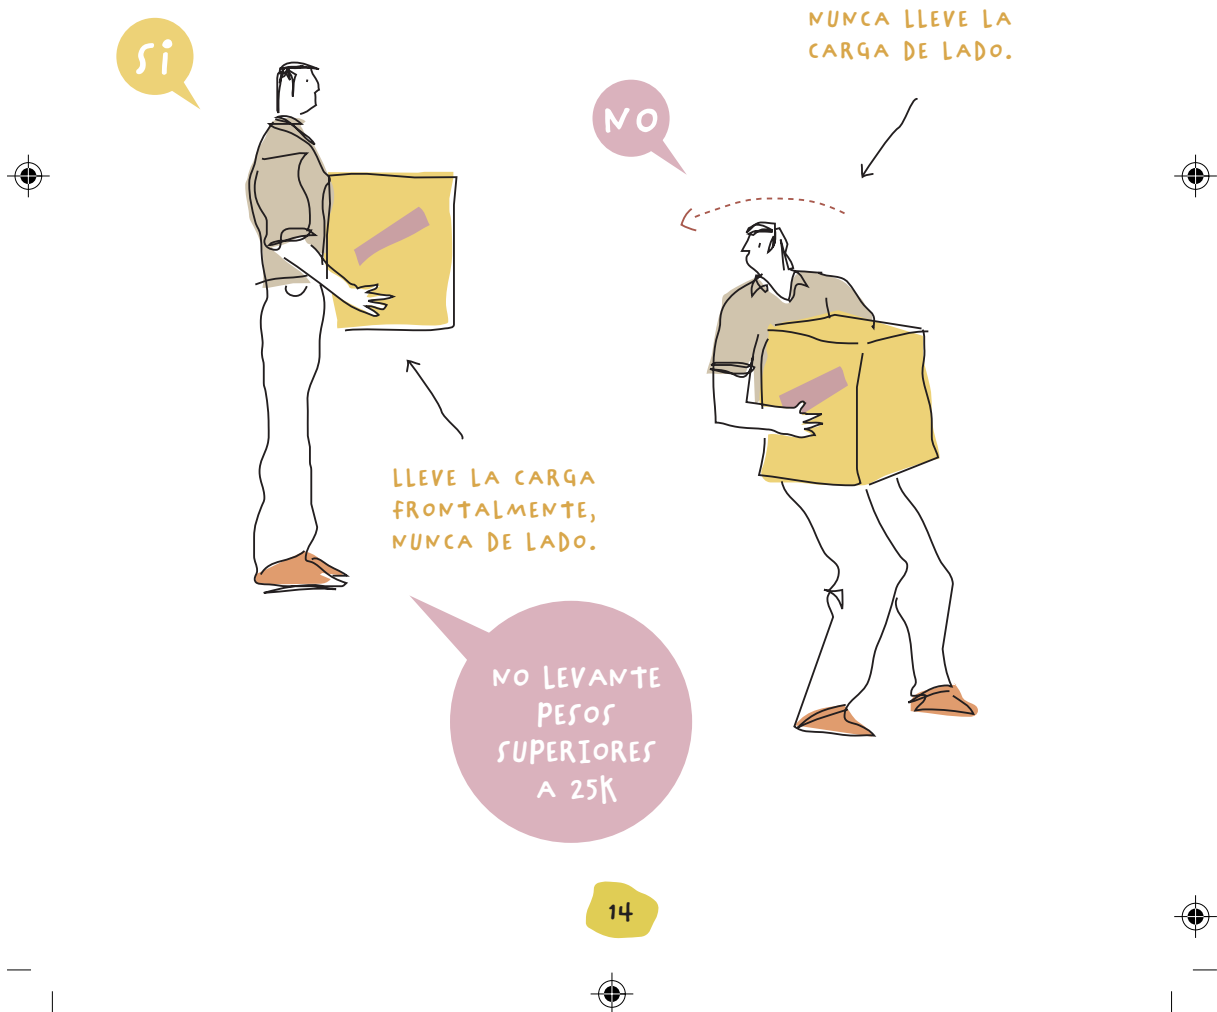 Si
NUNCA LLEVE LA
CARGA DE LADO.
NO
LLEVE LA CARGA
FRONTALMENTE,
NUNCA DE LADO.
NO LEVANTE
PESOS
SUPERIORES
A 25K
14